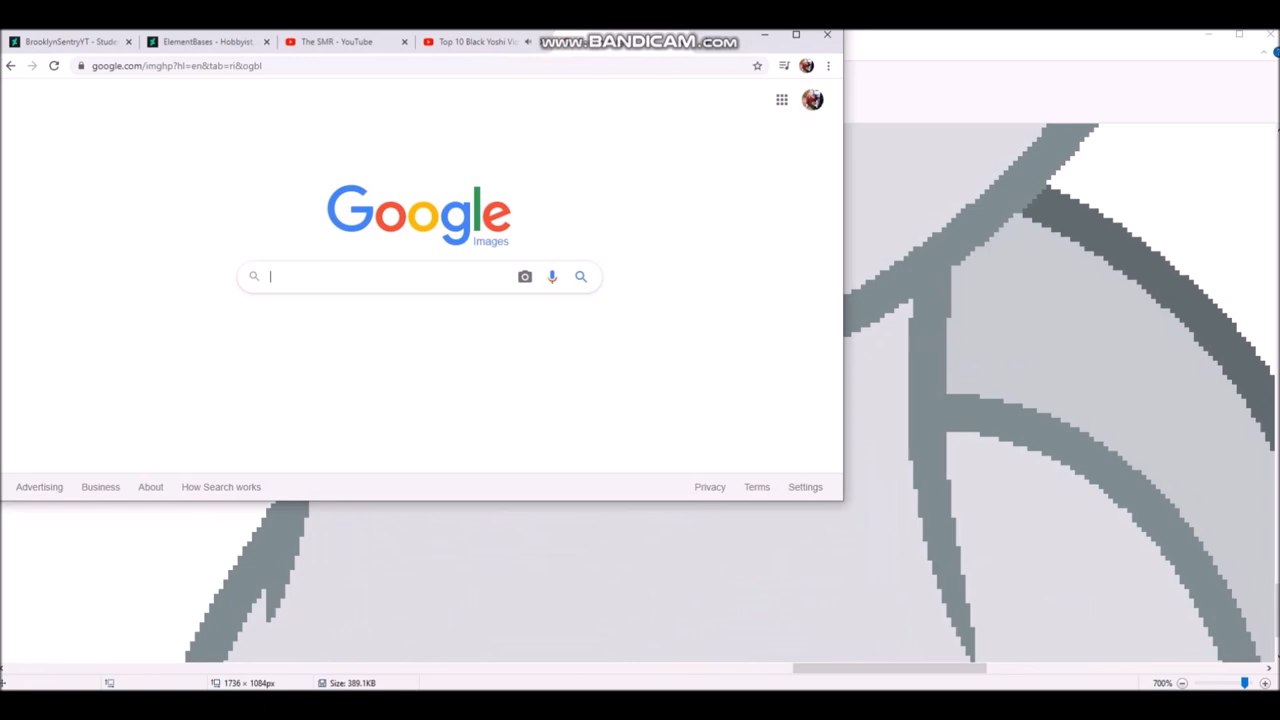 BrooklynSentryYT - Stude
ElementBases - Hobbyist,
The SMR - YouTube
Top 10 Black Yoshi Vi
www.BANDICAM.com
google.com/imghp?hl=en&tab=ri&ogbl
Google
Images
Advertising
Business
About
How Search works
Privacy
Terms
Settings
1736 × 1084px
Size: 389.1KB
700%